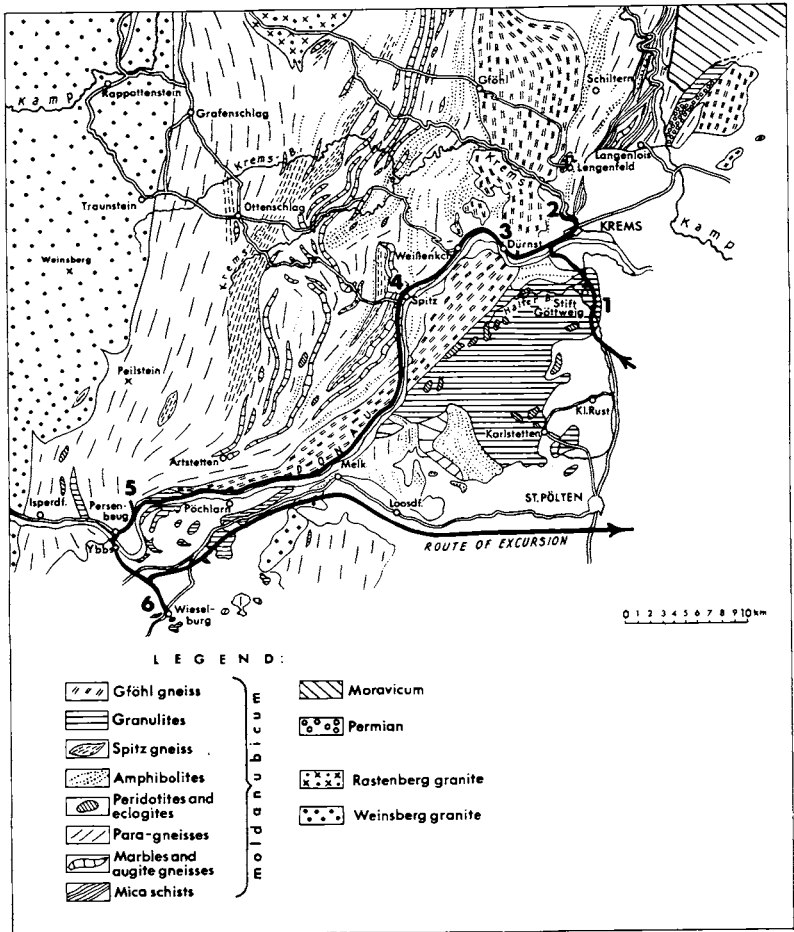 Kamp
Rappottenstein
Grafenschlag
Gföhl
Schiltern
Krems
Langenlois
Lengenfeld
Krems
Traunstein
Ottenschlag
2
KREMS
Kamp
3
Dürnst.
Weinsberg
Krems
4
Spitz
Stift
Göttweig
1
Peilstein
Kl.Rust
Karlstetten
DONAU
Artstetten
Melk
5
Isperdf.
Persen-
beug
Pöchlarn
Loosdf.
ST.PÖLTEN
Ybbs
ROUTE OF EXCURSION
6
Wiesel-
burg
0 1 2 3 4 5 6 7 8 9 10 km
LEGEND:
Gföhl gneiss
Granulites
Spitz gneiss
Amphibolites
Peridotites and
eclogites
Para-gneisses
Marbles and
augite gneisses
Mica schists
moldanubicum
Moravicum
Permian
Rastenberg granite
Weinsberg granite